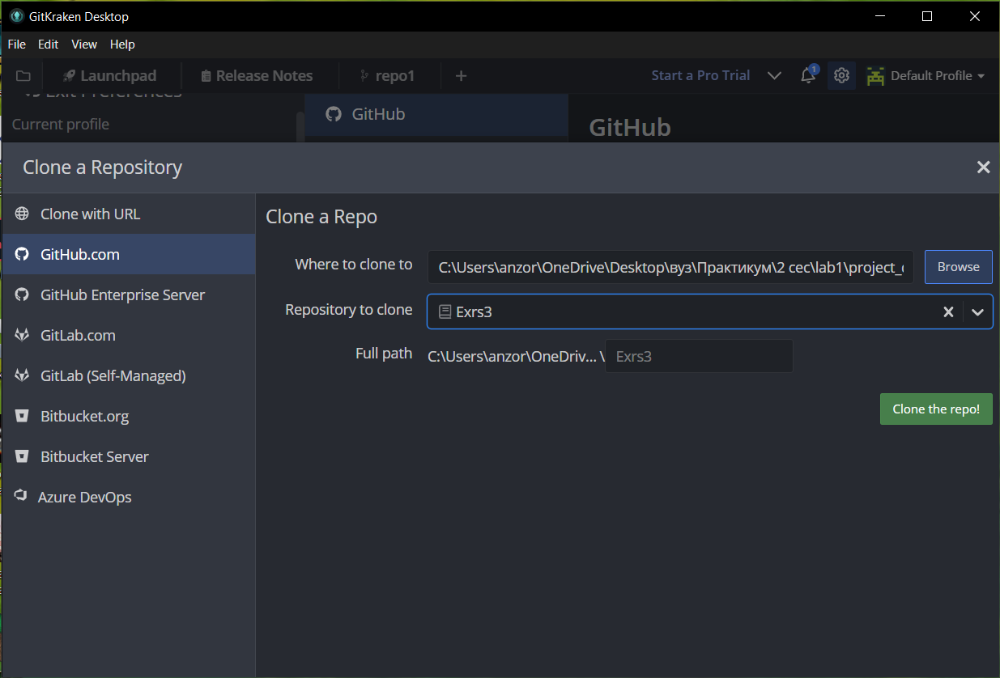 GitKraken Desktop
File Edit View Help
Launchpad Release Notes repo1 + Start a Pro Trial 1 Default Profile
Exit Preferences
GitHub
Current profile
GitHub
Clone a Repository
Clone with URL
GitHub.com
GitHub Enterprise Server
GitLab.com
GitLab (Self-Managed)
Bitbucket.org
Bitbucket Server
Azure DevOps
Clone a Repo
Where to clone to C:\Users\anzor\OneDrive\Desktop\вуз\Практикум\2 сес\lab1\project_ Browse
Repository to clone Exrs3
Full path C:\Users\anzor\OneDriv... \ Exrs3
Clone the repo!